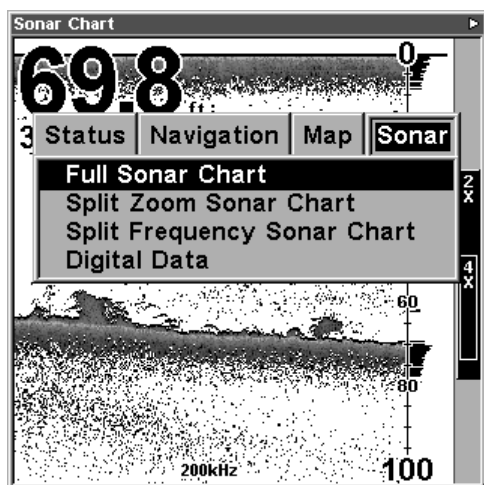 Sonar Chart
0
69.8
ft
3
Status Navigation Map Sonar
Full Sonar Chart
Split Zoom Sonar Chart
Split Frequency Sonar Chart
Digital Data
2x
4x
60
80
200kHz
100